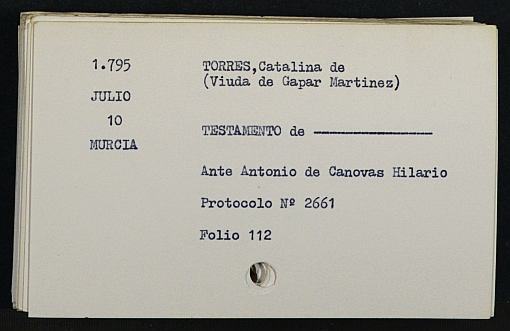 1.795
JULIO
10
MURCIA
TORRES,Catalina de
(Viuda de Gapar Martinez)
TESTAMENTO de ------------------
Ante Antonio de Canovas Hilario
Protocolo Nº 2661
Folio 112